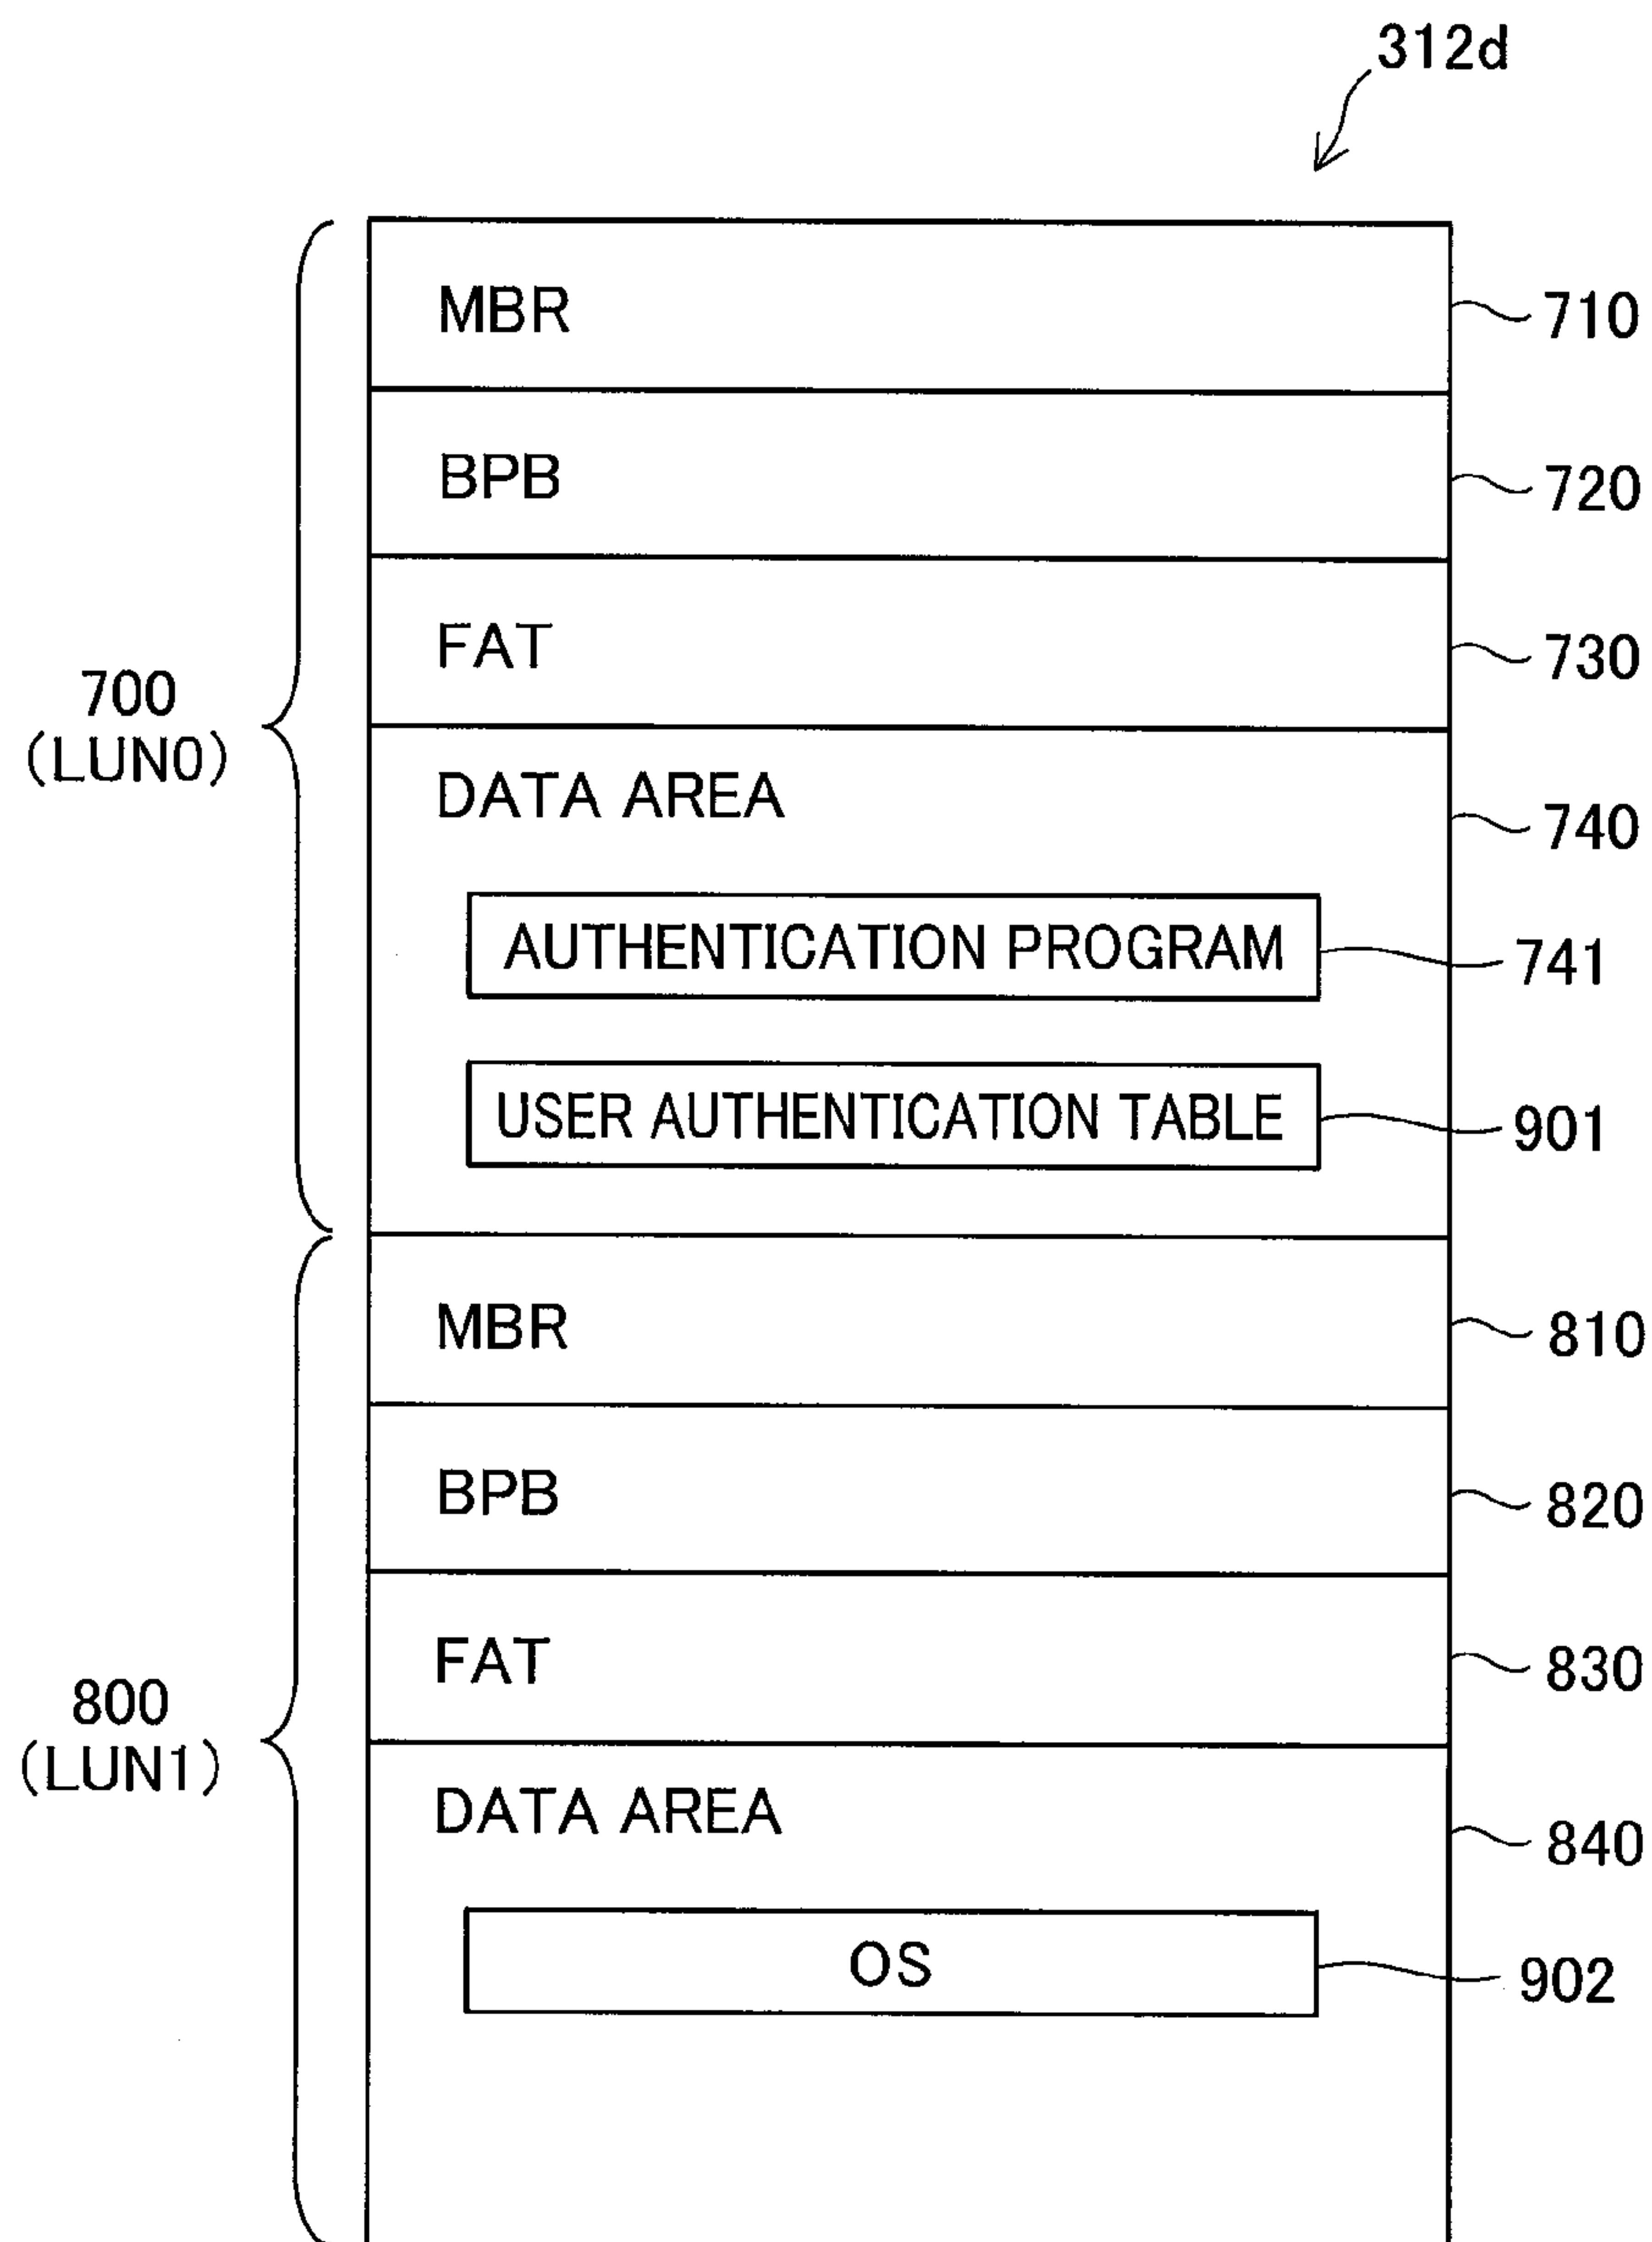 312d
MBR
710
BPB
720
FAT
730
700
(LUN0)
DATA AREA
740
AUTHENTICATION PROGRAM
741
USER AUTHENTICATION TABLE
901
MBR
810
BPB
820
FAT
830
800
(LUN1)
DATA AREA
840
OS
902